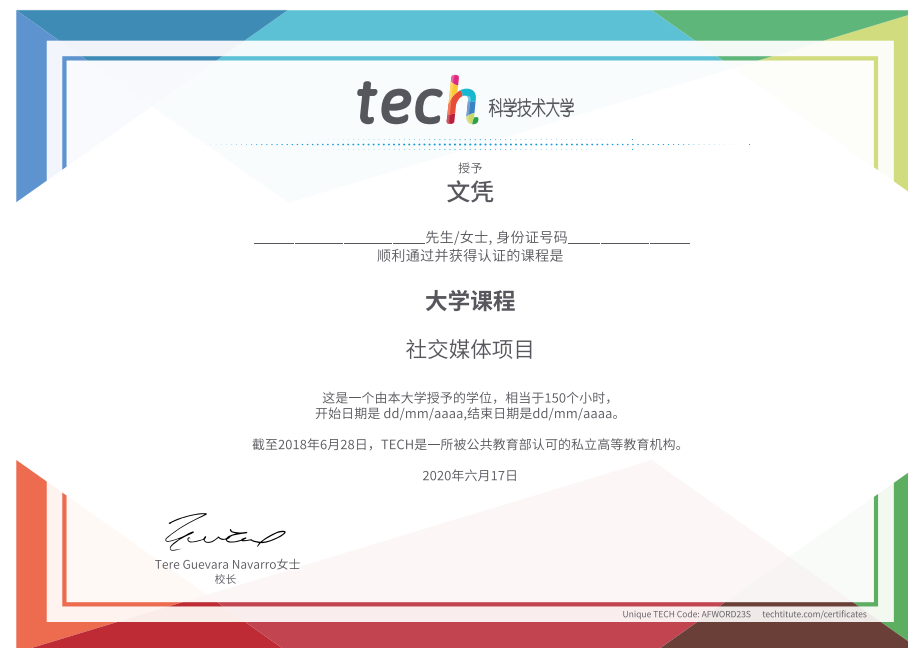 tech 科学技术大学
授予
文凭
先生/女士, 身份证号码
顺利通过并获得认证的课程是
大学课程
社交媒体项目
这是一个由本大学授予的学位，相当于150个小时，
开始日期是 dd/mm/aaaa,结束日期是dd/mm/aaaa。
截至2018年6月28日，TECH是一所被公共教育部认可的私立高等教育机构。
2020年六月17日
Tere Guevara Navarro女士
校长
Unique TECH Code: AFWORD23S techtitute.com/certificates